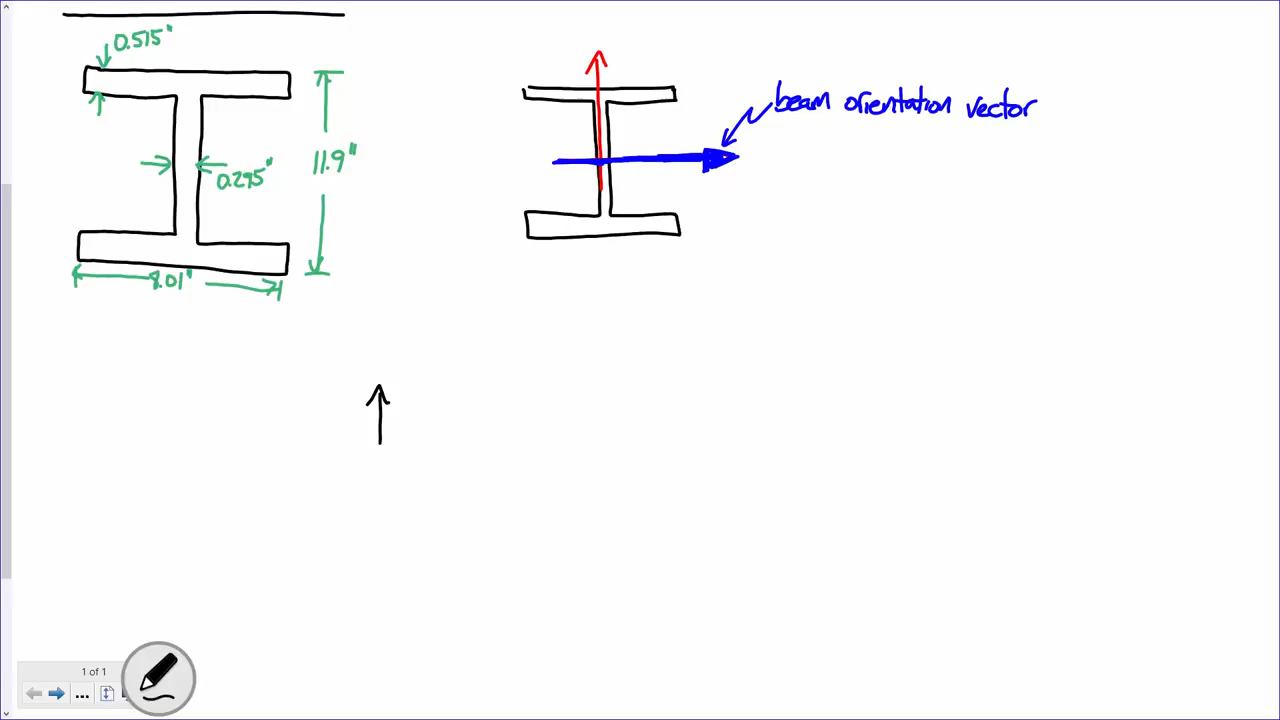 0.515"
beam orientation vector
11.9"
0.295"
8.01"
1 of 1
...